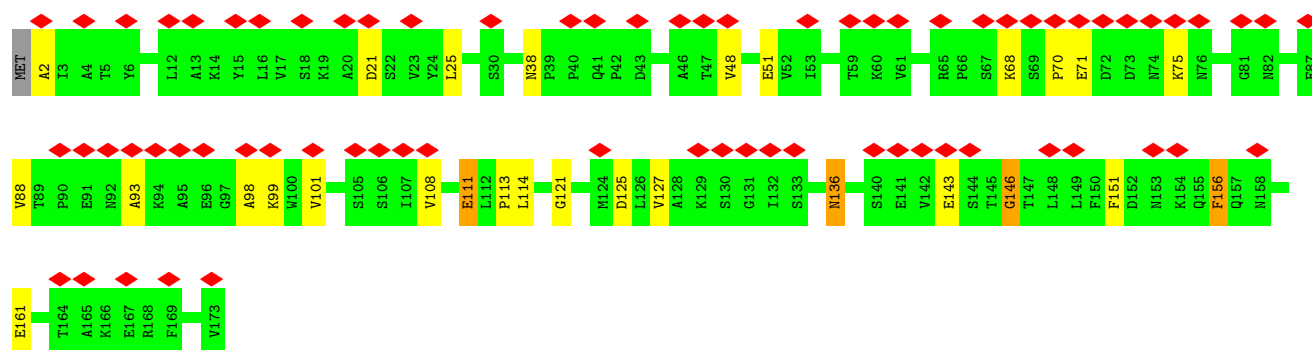 MET A2 I3 A4 T5 Y6 L12 A13 K14 Y15 L16 V17 S18 K19 A20 D21 S22 V23 Y24 L25 S30 N38 P39 P40 Q41 P42 D43 A46 T47 V48 E51 V52 I53 T59 K60 V61 R65 P66 S67 K68 S69 P70 E71 D72 D73 N74 K75 N76 G81 N82 F87
V88 T89 P90 E91 N92 A93 K94 A95 E96 G97 A98 K99 W100 V101 S105 S106 I107 V108 E111 L112 P113 L114 G121 M124 D125 L126 V127 A128 K129 S130 G131 I132 S133 N136 S140 E141 V142 E143 S144 T145 G146 T147 L148 L149 F150 F151 D152 N153 K154 Q155 F156 Q157 N158
E161 T164 A165 K166 E167 R168 F169 V173